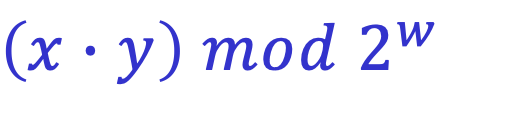 (x · y) mod 2^w